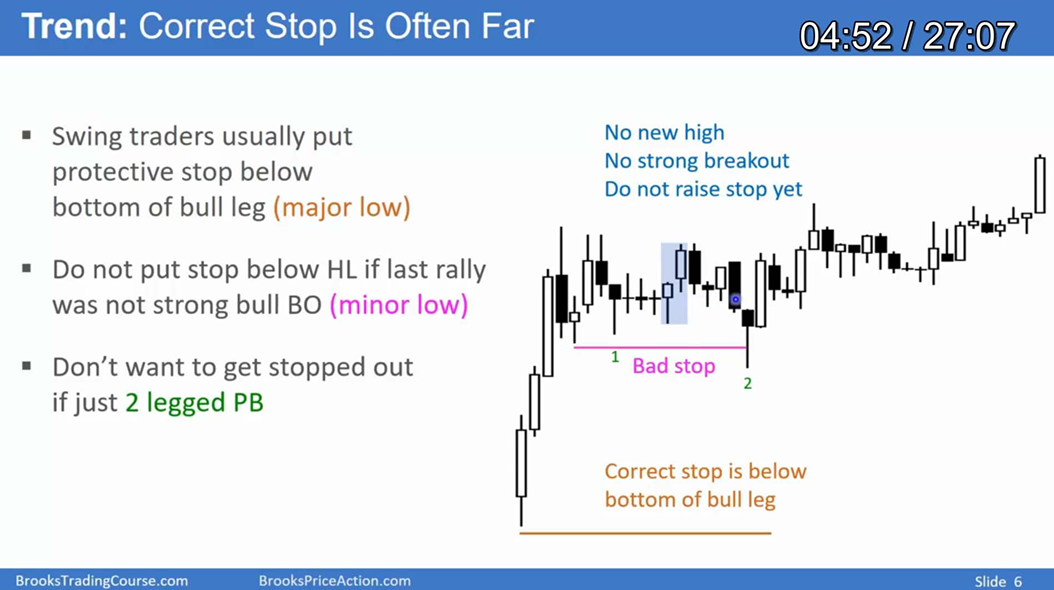 Trend: Correct Stop Is Often Far
04:52 / 27:07
▪ Swing traders usually put
protective stop below
bottom of bull leg (major low)
▪ Do not put stop below HL if last rally
was not strong bull BO (minor low)
▪ Don't want to get stopped out
if just 2 legged PB
No new high
No strong breakout
Do not raise stop yet
1
Bad stop
2
Correct stop is below
bottom of bull leg
BrooksTradingCourse.com
BrooksPriceAction.com
Slide 6